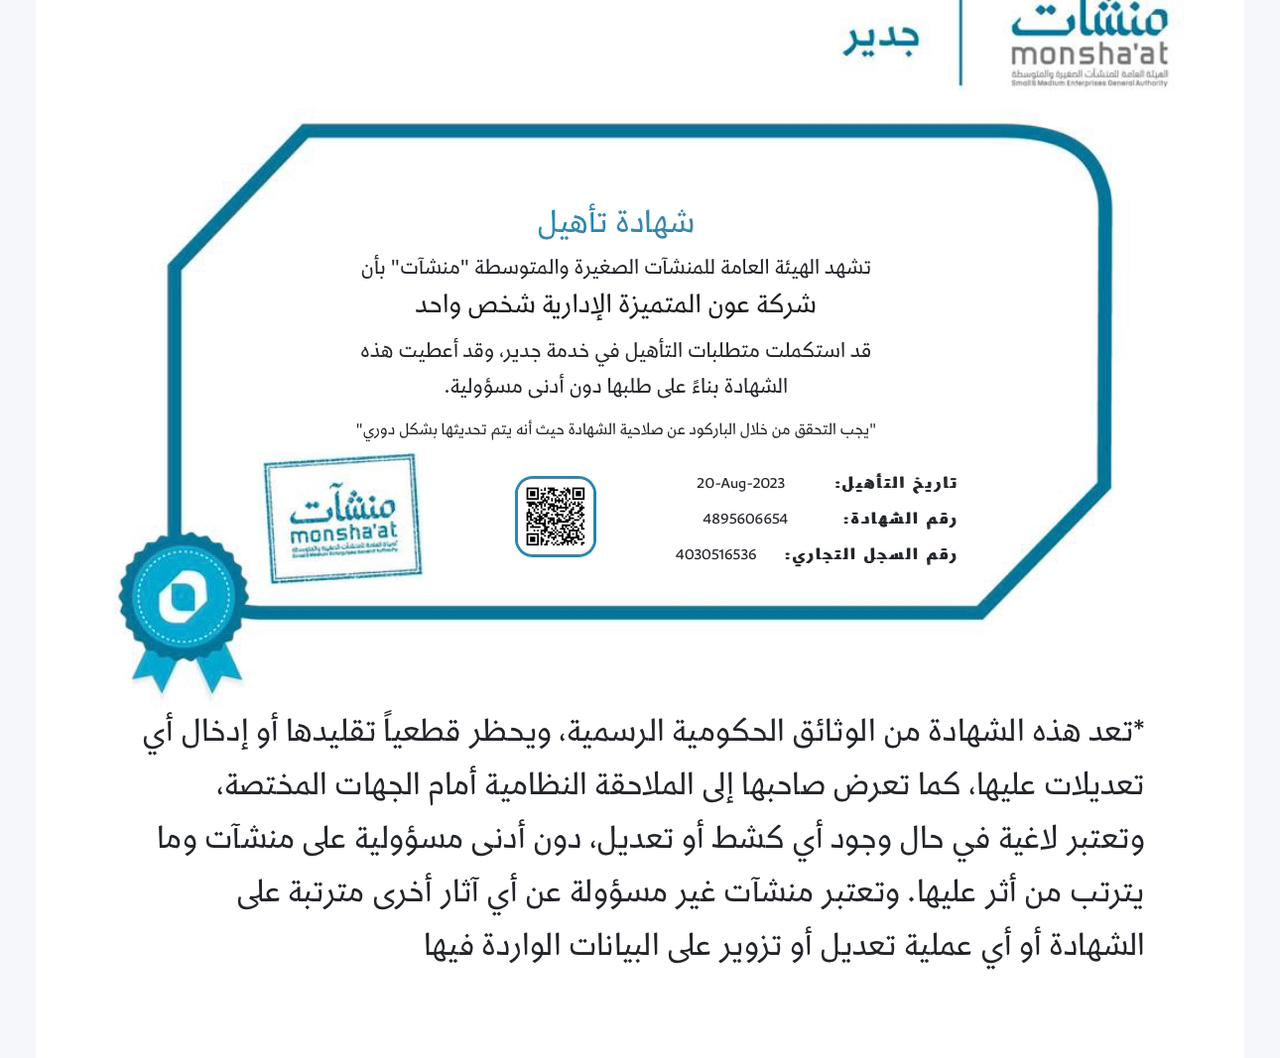 منشآت
monsha'at
الهيئة العامة للمنشآت الصغيرة والمتوسطة
Small & Medium Enterprises General Authority
جدير
شهادة تأهيل
تشهد الهيئة العامة للمنشآت الصغيرة والمتوسطة "منشآت" بأن
شركة عون المتميزة الإدارية شخص واحد
قد استكملت متطلبات التأهيل في خدمة جدير، وقد أعطيت هذه
الشهادة بناءً على طلبها دون أدنى مسؤولية.
"يجب التحقق من خلال الباركود عن صلاحية الشهادة حيث أنه يتم تحديثها بشكل دوري"
تاريخ التأهيل: 20-Aug-2023
رقم الشهادة: 4895606654
رقم السجل التجاري: 4030516536
منشآت
monsha'at
الهيئة العامة للمنشآت الصغيرة والمتوسطة
Small & Medium Enterprises General Authority
*تعد هذه الشهادة من الوثائق الحكومية الرسمية، ويحظر قطعياً تقليدها أو إدخال أي
تعديلات عليها، كما تعرض صاحبها إلى الملاحقة النظامية أمام الجهات المختصة،
وتعتبر لاغية في حال وجود أي كشط أو تعديل، دون أدنى مسؤولية على منشآت وما
يترتب من أثر عليها. وتعتبر منشآت غير مسؤولة عن أي آثار أخرى مترتبة على
الشهادة أو أي عملية تعديل أو تزوير على البيانات الواردة فيها